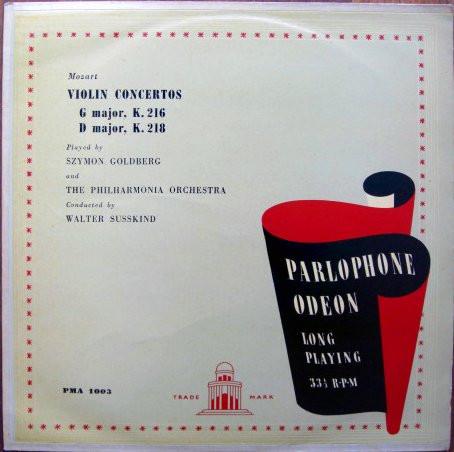 Mozart
VIOLIN CONCERTOS
G major, K. 216
D major, K. 218
Played by
SZYMON GOLDBERG
and
THE PHILHARMONIA ORCHESTRA
Conducted by
WALTER SUSSKIND
PARLOPHONE
ODEON
LONG
PLAYING
33⅓ R·P·M
PMA 1003
TRADE MARK